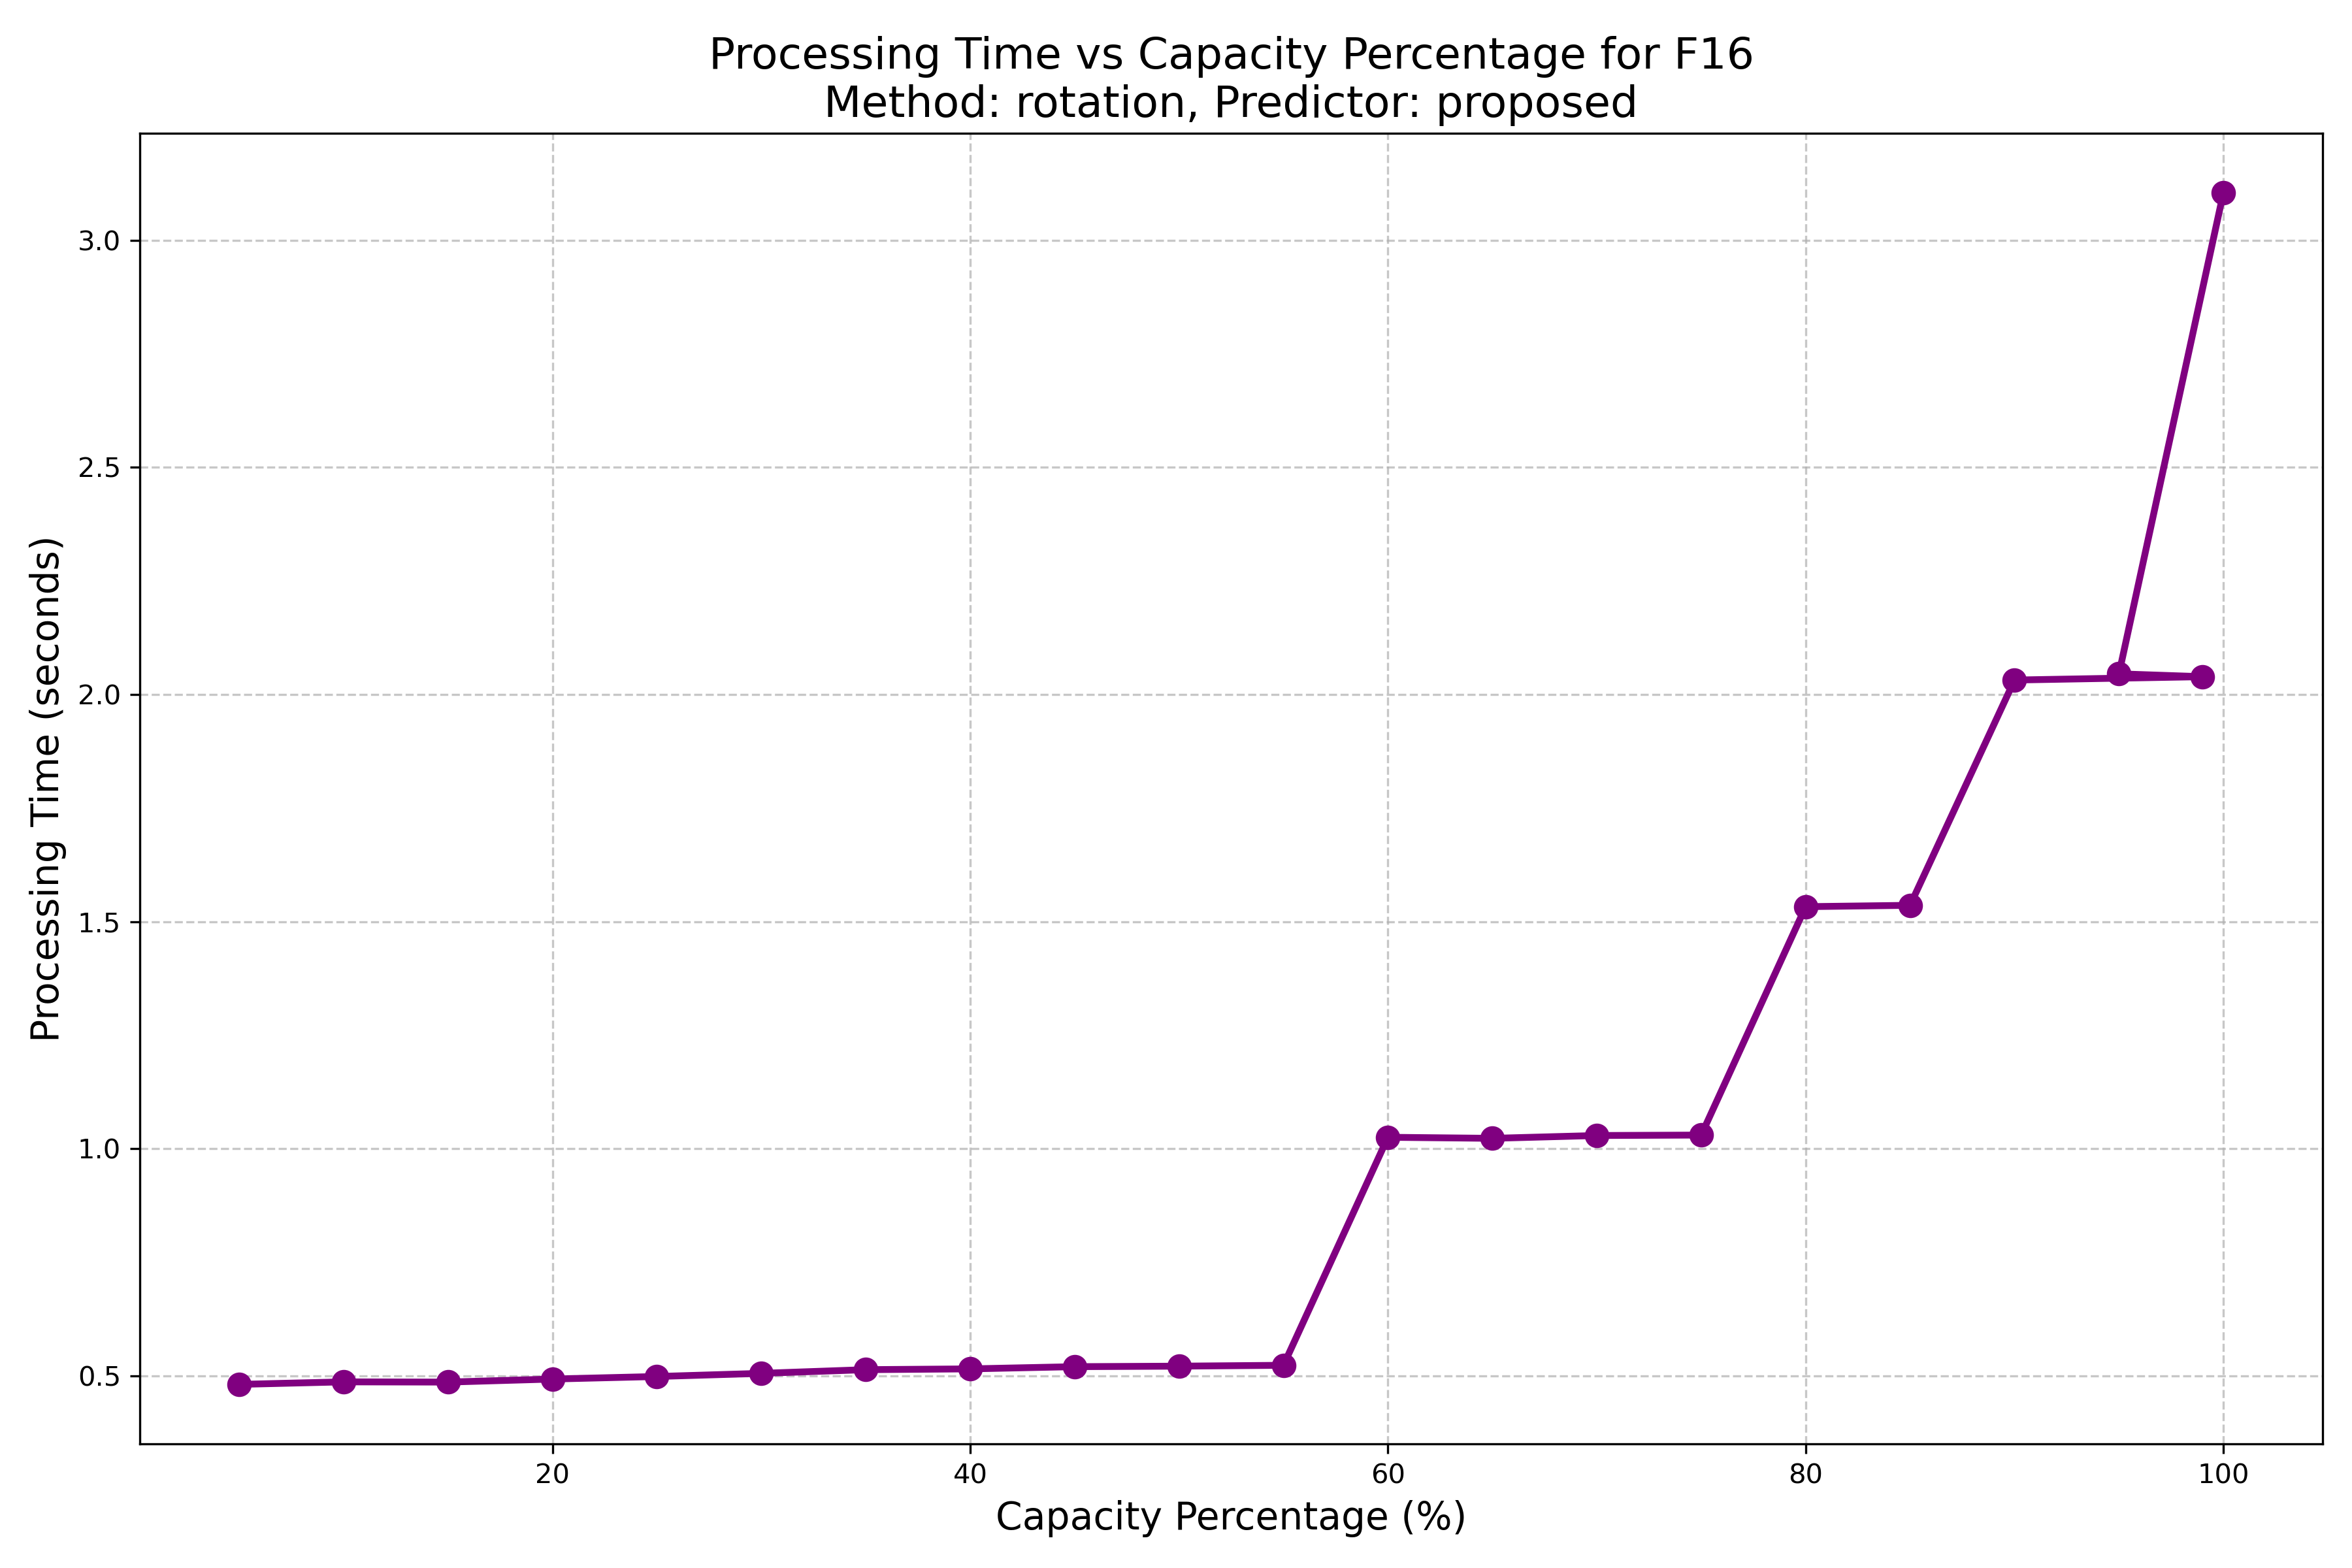 Processing Time vs Capacity Percentage for F16
Method: rotation, Predictor: proposed
Processing Time (seconds)
3.0
2.5
2.0
1.5
1.0
0.5
20 40 60 80 100
Capacity Percentage (%)